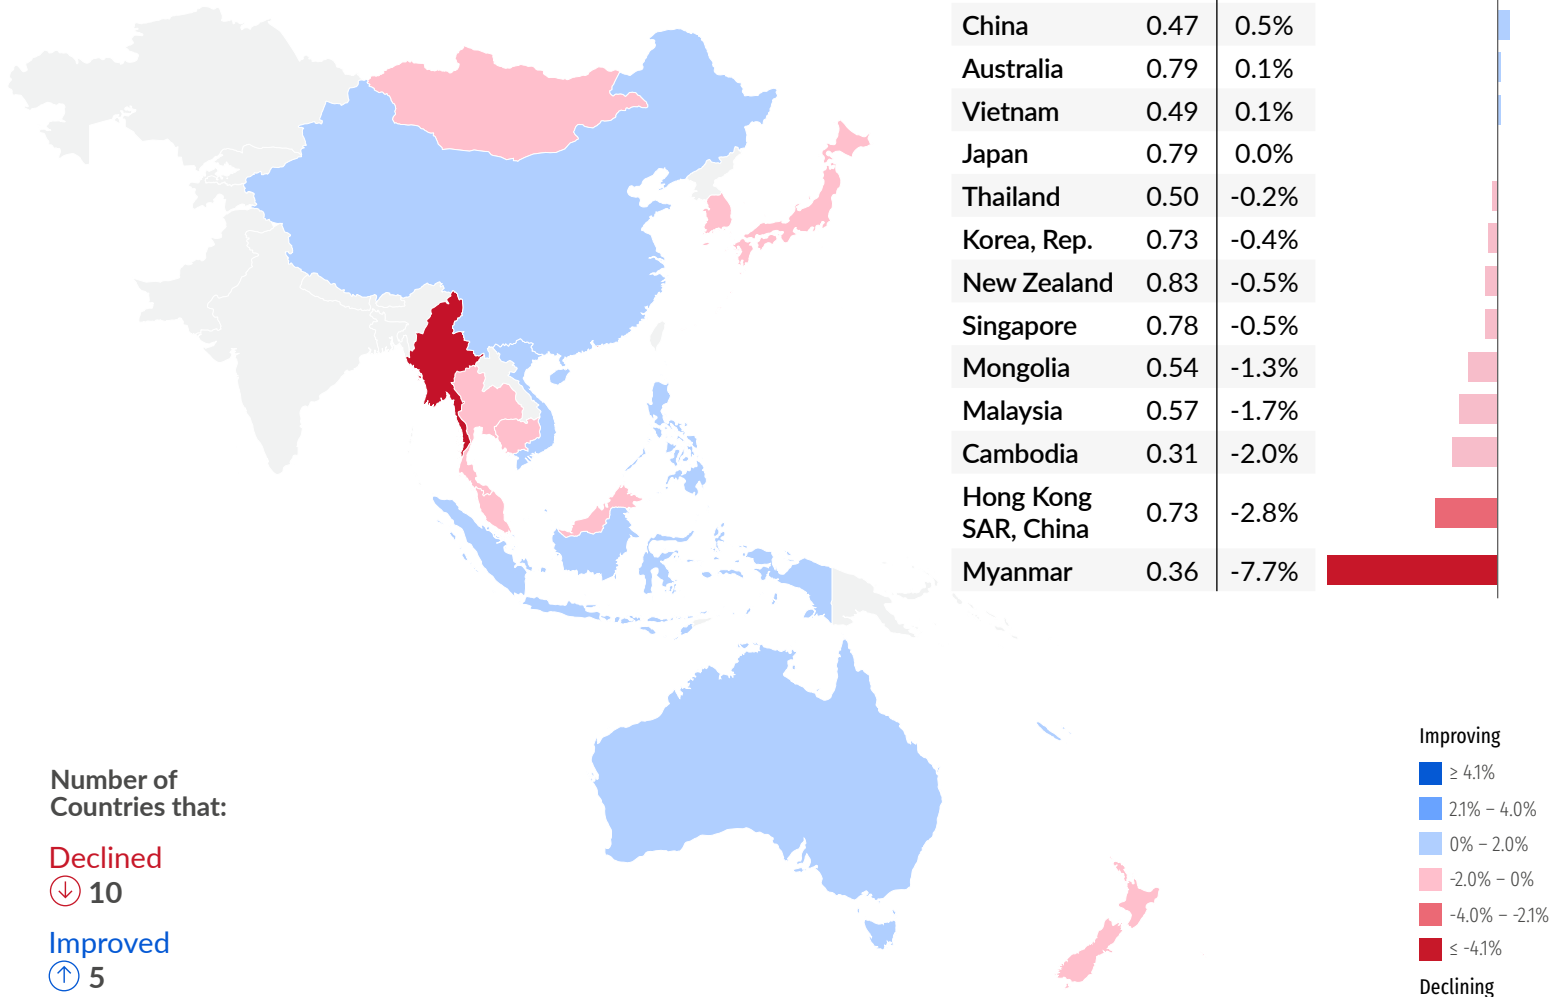 China 0.47 0.5%
Australia 0.79 0.1%
Vietnam 0.49 0.1%
Japan 0.79 0.0%
Thailand 0.50 -0.2%
Korea, Rep. 0.73 -0.4%
New Zealand 0.83 -0.5%
Singapore 0.78 -0.5%
Mongolia 0.54 -1.3%
Malaysia 0.57 -1.7%
Cambodia 0.31 -2.0%
Hong Kong
SAR, China 0.73 -2.8%
Myanmar 0.36 -7.7%
Number of
Countries that:
Declined
10
Improved
5
Improving
≥ 4.1%
2.1% – 4.0%
0% – 2.0%
-2.0% – 0%
-4.0% – -2.1%
≤ -4.1%
Declining